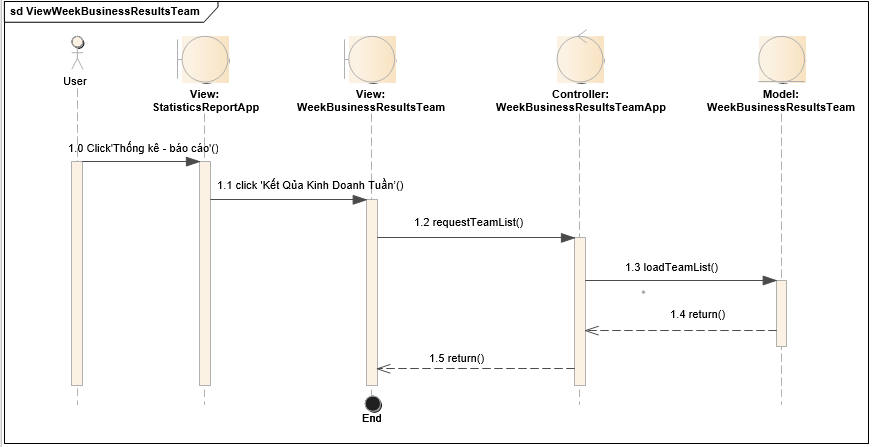 sd ViewWeekBusinessResultsTeam
User
View:
StatisticsReportApp
View:
WeekBusinessResultsTeam
Controller:
WeekBusinessResultsTeamApp
Model:
WeekBusinessResultsTeam
1.0 Click'Thống kê - báo cáo'()
1.1 click 'Kết Qủa Kinh Doanh Tuần'()
1.2 requestTeamList()
1.3 loadTeamList()
1.4 return()
1.5 return()
End